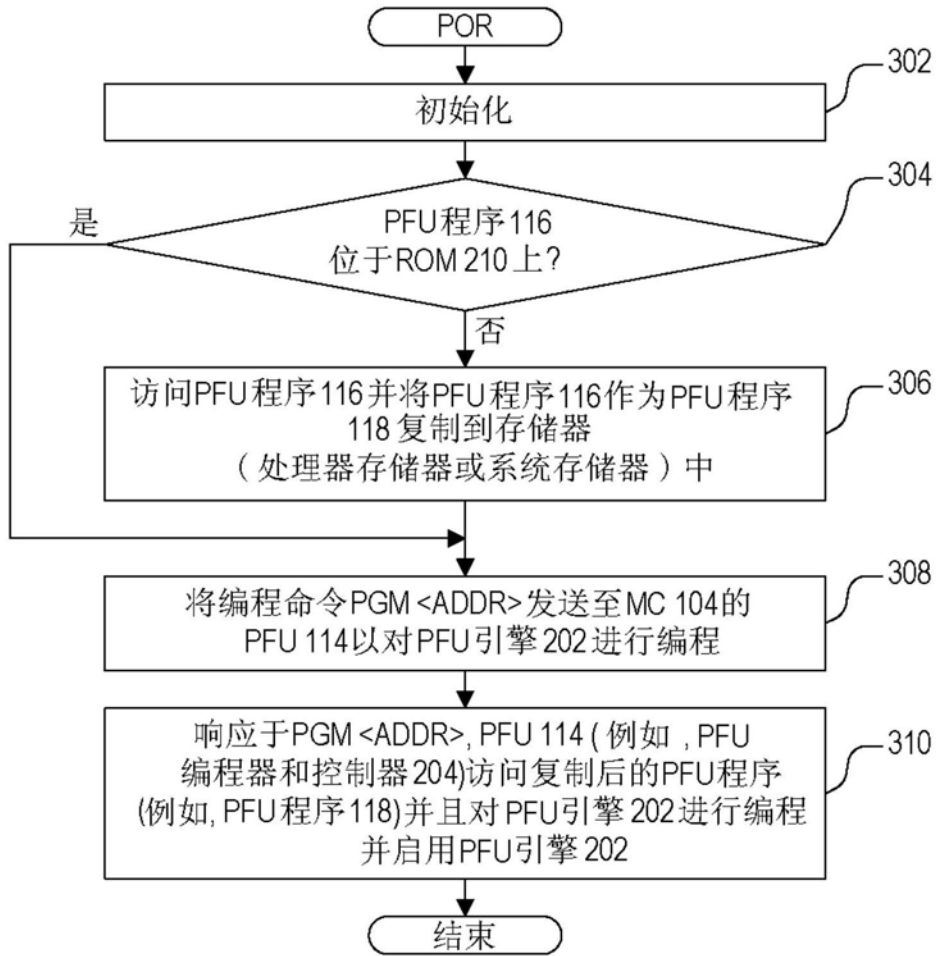 POR
302
初始化
304
是
PFU程序116
位于ROM 210上?
否
306
访问PFU程序116并将PFU程序116作为PFU程序
118复制到存储器
(处理器存储器或系统存储器)中
308
将编程命令PGM <ADDR>发送至MC 104的
PFU 114以对PFU引擎202进行编程
310
响应于PGM <ADDR>, PFU 114 (例如 , PFU
编程器和控制器204)访问复制后的PFU程序
(例如, PFU程序118)并且对PFU引擎202进行编程
并启用PFU引擎202
结束